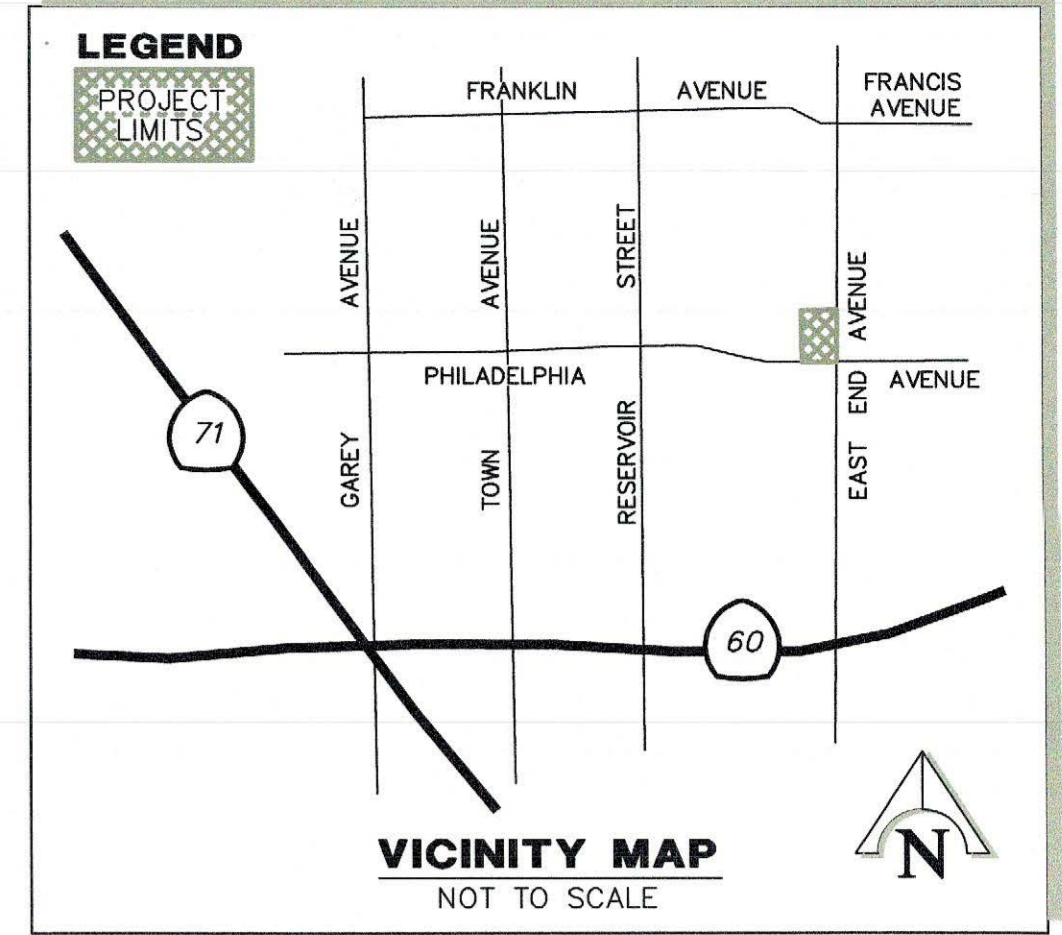 LEGEND
PROJECT
LIMITS
FRANKLIN AVENUE
FRANCIS
AVENUE
GAREY AVENUE
TOWN AVENUE
RESERVOIR STREET
EAST END AVENUE
PHILADELPHIA AVENUE
71
60
VICINITY MAP
NOT TO SCALE
N